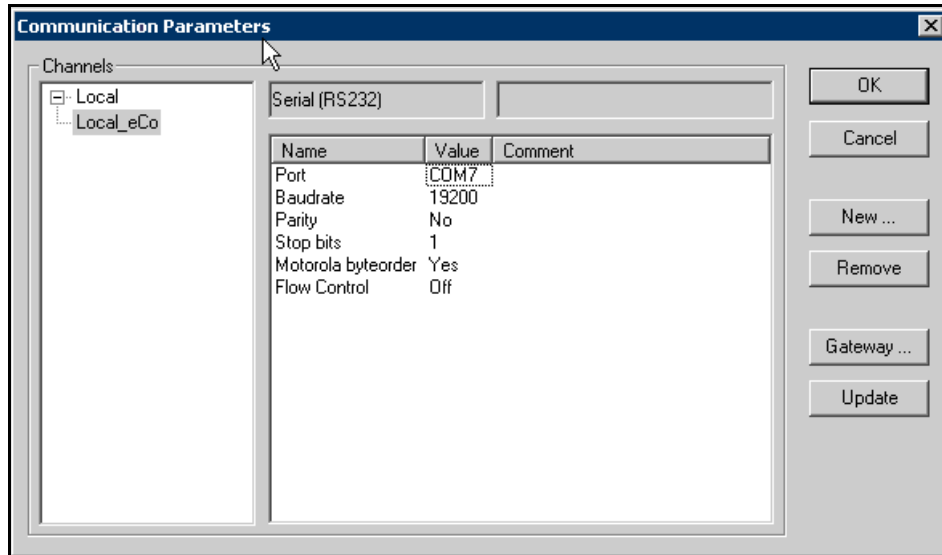 Communication Parameters
Channels
Local
Local_eCo
Serial (RS232)
Name Value Comment
Port COM7
Baudrate 19200
Parity No
Stop bits 1
Motorola byteorder Yes
Flow Control Off
OK
Cancel
New ...
Remove
Gateway ...
Update